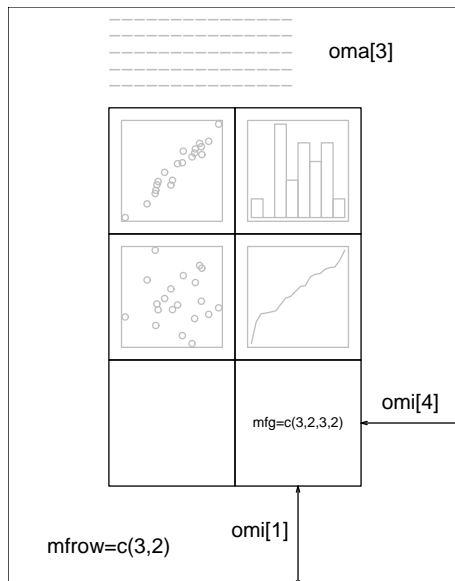 oma[3]
mfg=c(3,2,3,2)
omi[4]
omi[1]
mfrow=c(3,2)